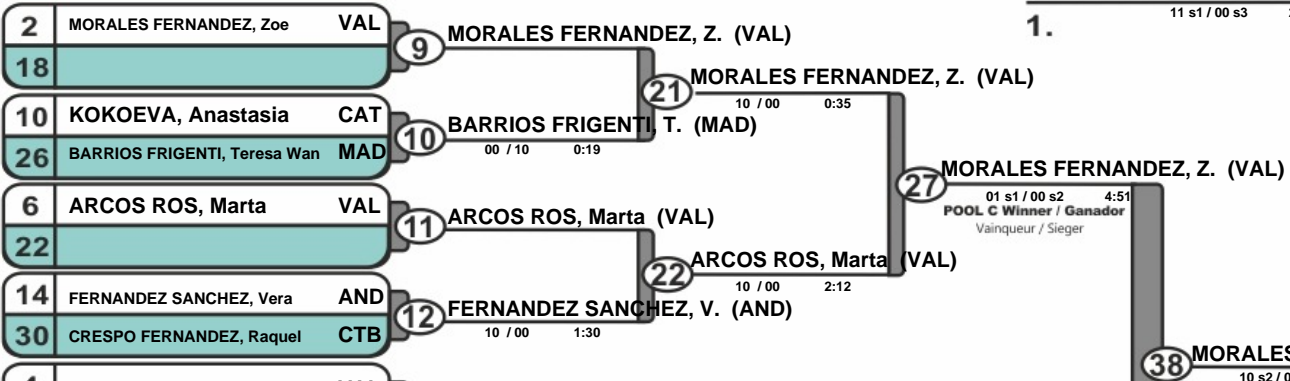 2 MORALES FERNANDEZ, Zoe VAL
18
10 KOKOEVA, Anastasia CAT
26 BARRIOS FRIGENTI, Teresa Wan MAD
6 ARCOS ROS, Marta VAL
22
14 FERNANDEZ SANCHEZ, Vera AND
30 CRESPO FERNANDEZ, Raquel CTB
9 MORALES FERNANDEZ, Z. (VAL)
10 BARRIOS FRIGENTI, T. (MAD)
00 / 10 0:19
11 ARCOS ROS, Marta (VAL)
12 FERNANDEZ SANCHEZ, V. (AND)
10 / 00 1:30
21 MORALES FERNANDEZ, Z. (VAL)
10 / 00 0:35
22 ARCOS ROS, Marta (VAL)
10 / 00 2:12
27 MORALES FERNANDEZ, Z. (VAL)
01 s1 / 00 s2 4:51
POOL C Winner / Ganador
Vainqueur / Sieger
11 s1 / 00 s3
1.
38 MORALES
10 s2 / 0